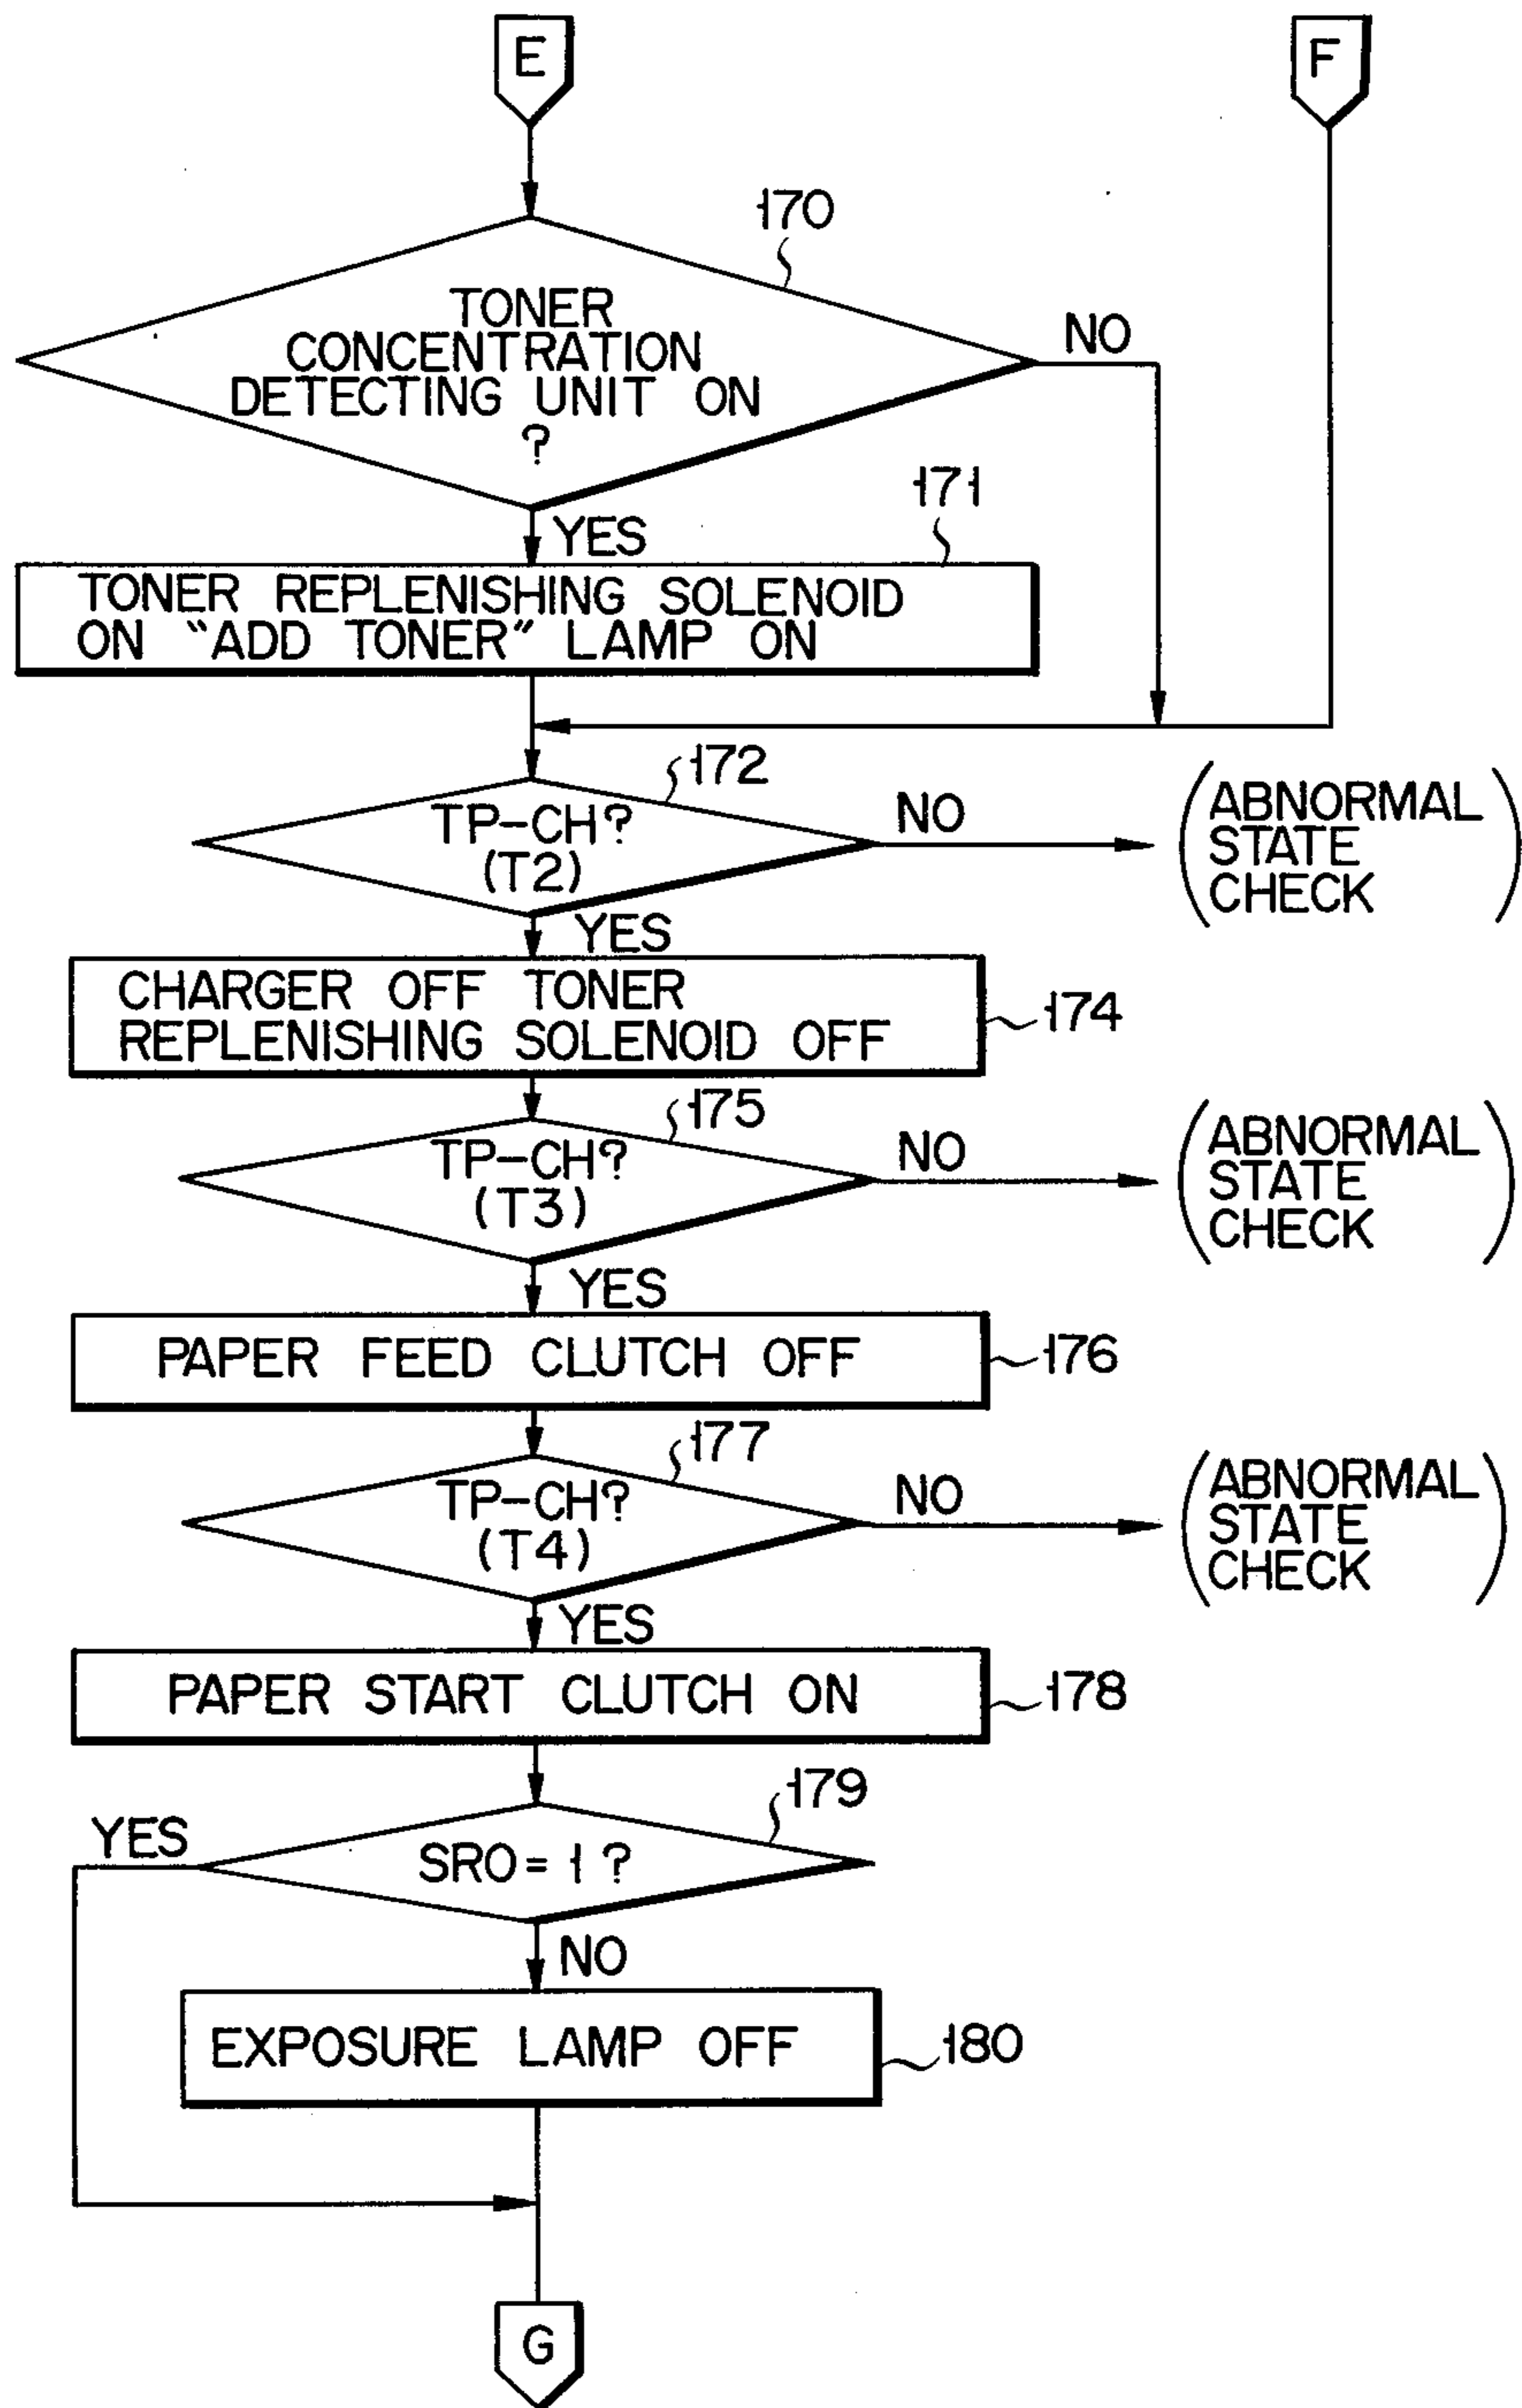 E
F
170
TONER
CONCENTRATION
DETECTING UNIT ON
?
NO
YES
171
TONER REPLENISHING SOLENOID
ON "ADD TONER" LAMP ON
172
TP-CH?
(T2)
NO
ABNORMAL
STATE
CHECK
YES
CHARGER OFF TONER
REPLENISHING SOLENOID OFF
174
175
TP-CH?
(T3)
NO
ABNORMAL
STATE
CHECK
YES
PAPER FEED CLUTCH OFF
176
177
TP-CH?
(T4)
NO
ABNORMAL
STATE
CHECK
YES
PAPER START CLUTCH ON
178
179
YES
SRO = 1 ?
NO
EXPOSURE LAMP OFF
180
G